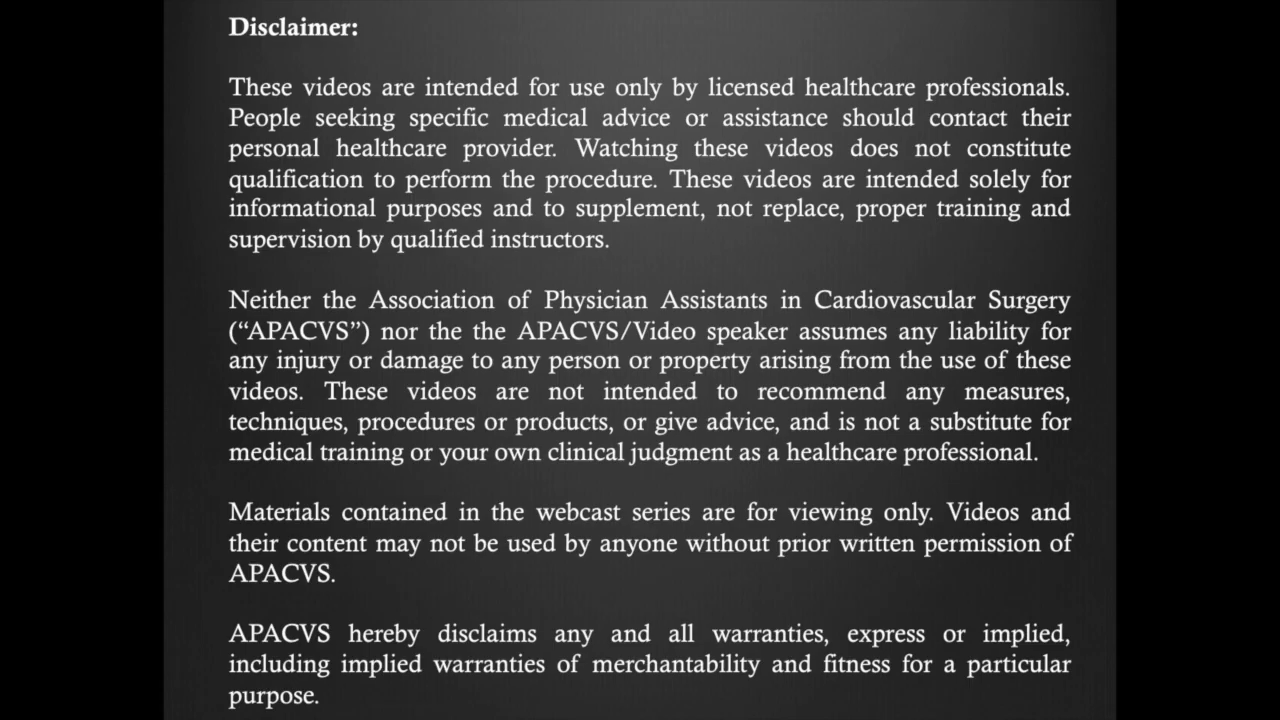 Disclaimer:
These videos are intended for use only by licensed healthcare professionals.
People seeking specific medical advice or assistance should contact their
personal healthcare provider. Watching these videos does not constitute
qualification to perform the procedure. These videos are intended solely for
informational purposes and to supplement, not replace, proper training and
supervision by qualified instructors.
Neither the Association of Physician Assistants in Cardiovascular Surgery
(“APACVS”) nor the the APACVS/Video speaker assumes any liability for
any injury or damage to any person or property arising from the use of these
videos. These videos are not intended to recommend any measures,
techniques, procedures or products, or give advice, and is not a substitute for
medical training or your own clinical judgment as a healthcare professional.
Materials contained in the webcast series are for viewing only. Videos and
their content may not be used by anyone without prior written permission of
APACVS.
APACVS hereby disclaims any and all warranties, express or implied,
including implied warranties of merchantability and fitness for a particular
purpose.